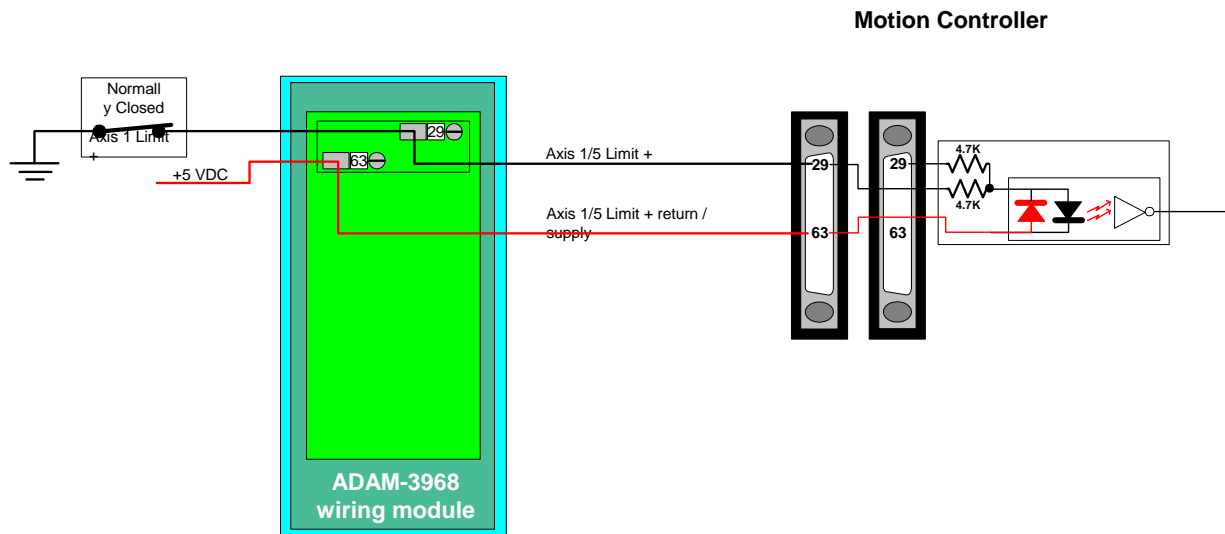 Motion Controller
Normall
y Closed
Axis 1 Limit
+
29
63
+5 VDC
Axis 1/5 Limit +
Axis 1/5 Limit + return /
supply
29
63
29
63
4.7K
4.7K
ADAM-3968
wiring module